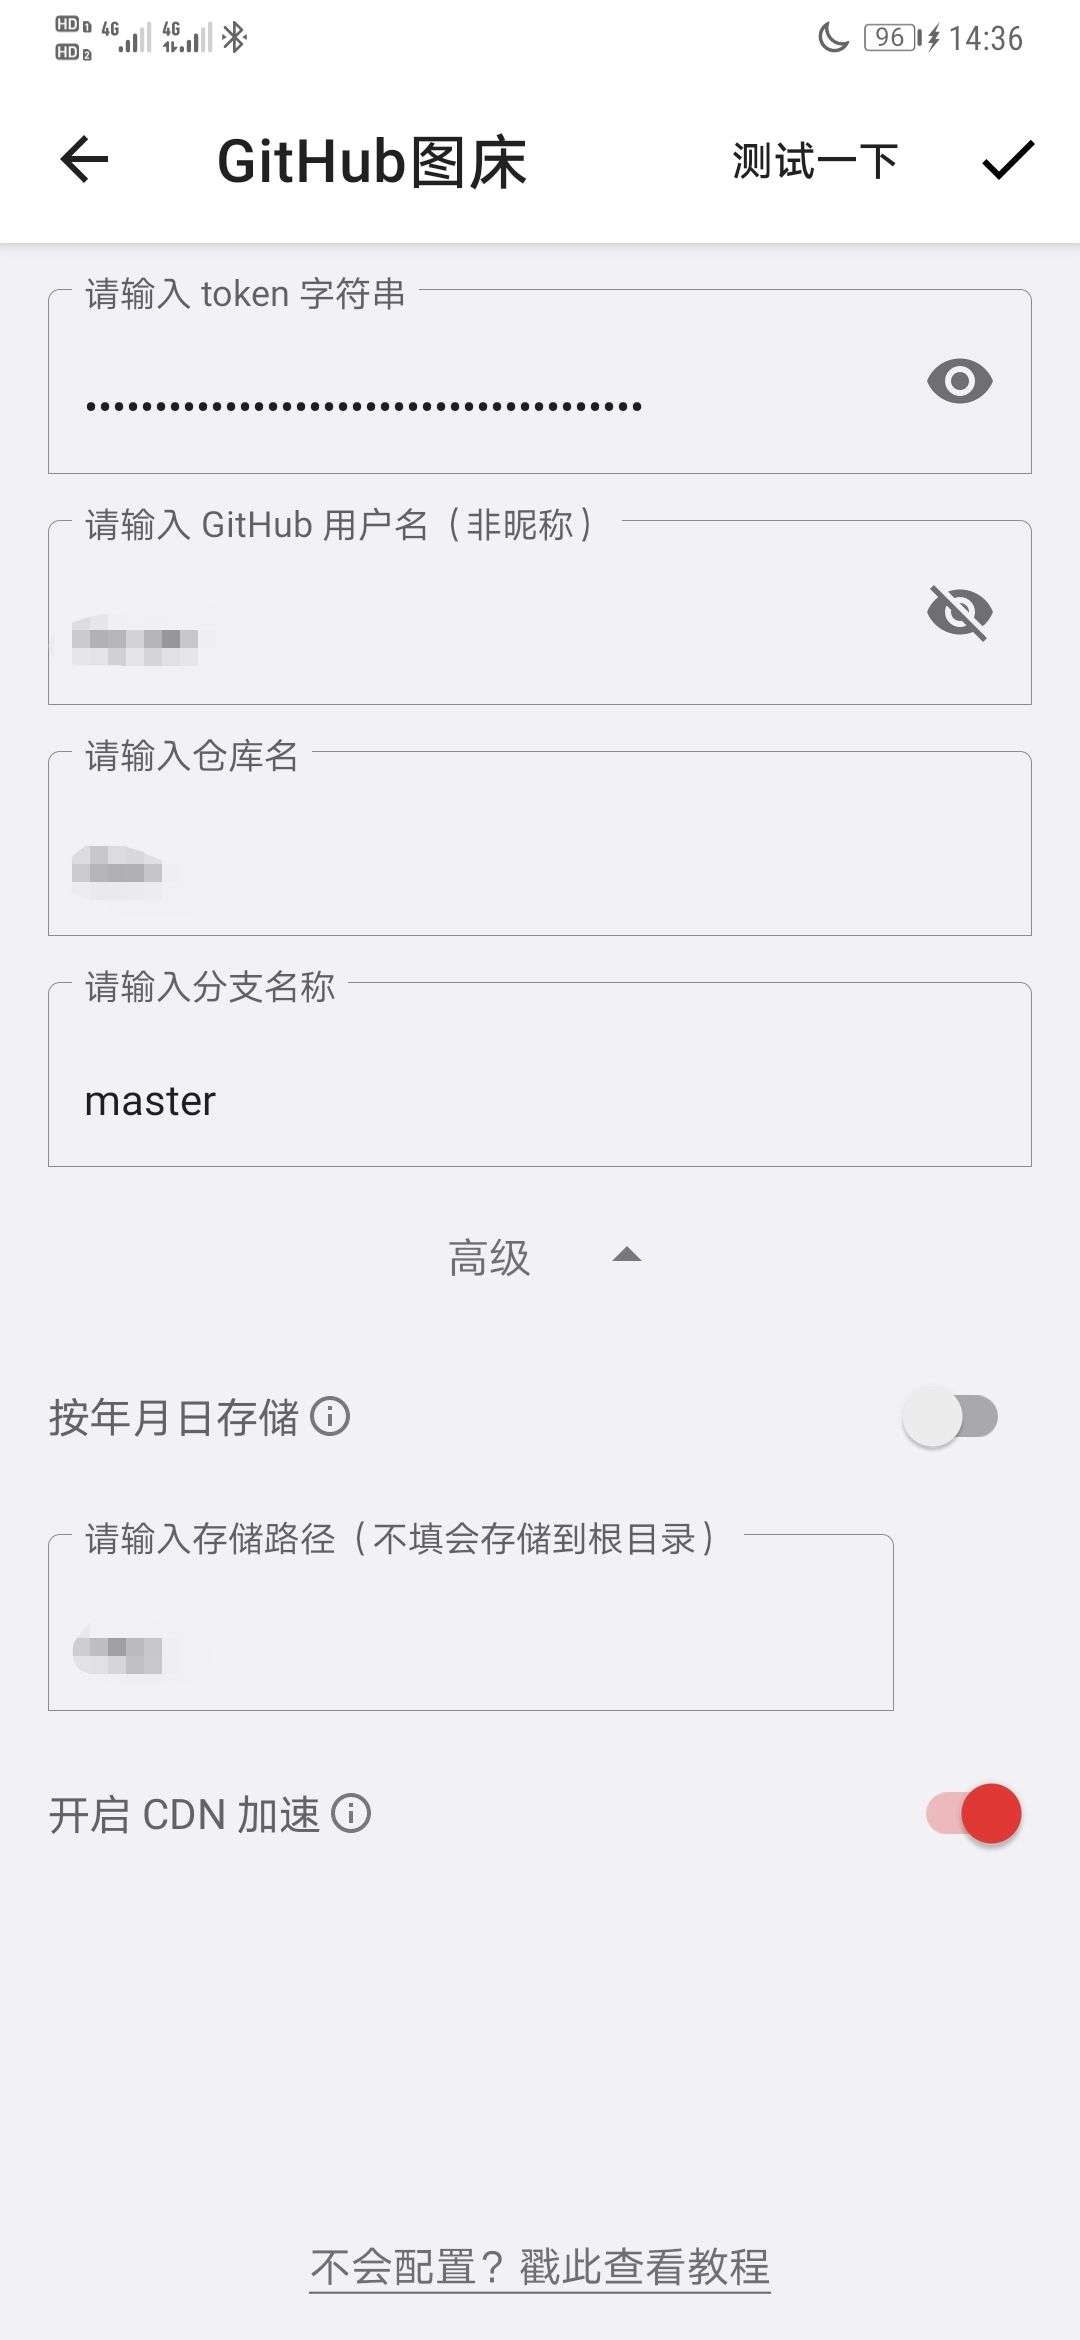 HD 1 4G 4G 96 14:36
HD 2
GitHub图床 测试一下
请输入 token 字符串
••••••••••••••••••••••••••••••••••••••••
请输入 GitHub 用户名（非昵称）
请输入仓库名
请输入分支名称
master
高级
按年月日存储
请输入存储路径（不填会存储到根目录）
开启 CDN 加速
不会配置？戳此查看教程